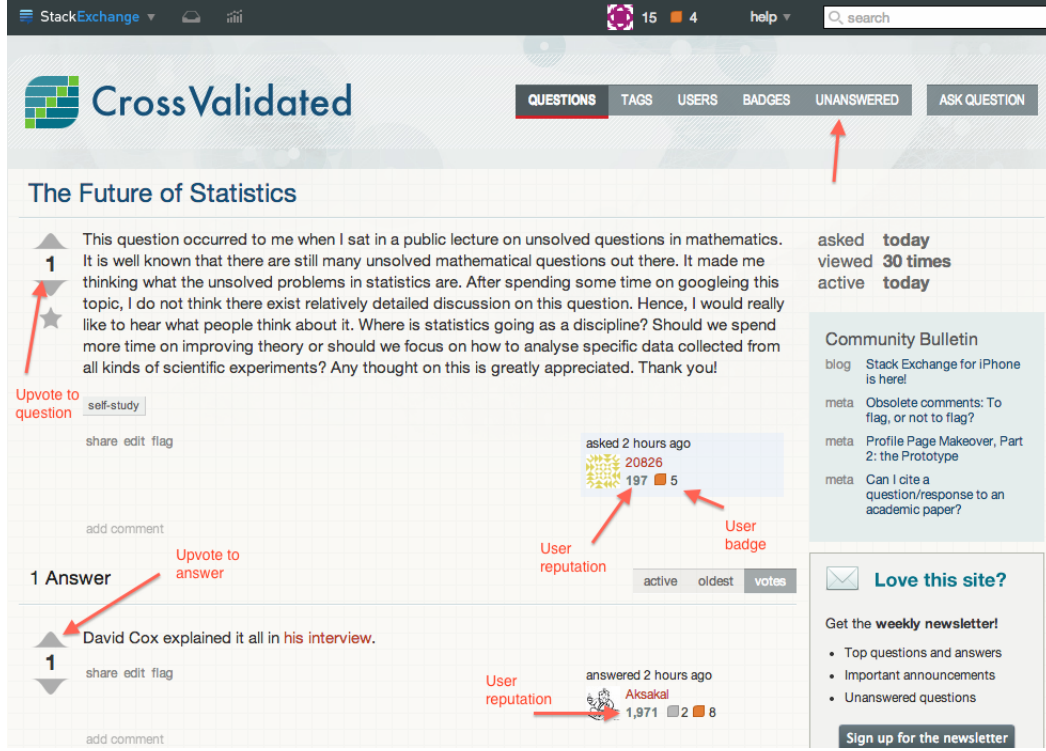 StackExchange
15 4
help
search
CrossValidated
QUESTIONS TAGS USERS BADGES UNANSWERED ASK QUESTION
The Future of Statistics
This question occurred to me when I sat in a public lecture on unsolved questions in mathematics.
It is well known that there are still many unsolved mathematical questions out there. It made me
thinking what the unsolved problems in statistics are. After spending some time on googleing this
topic, I do not think there exist relatively detailed discussion on this question. Hence, I would really
like to hear what people think about it. Where is statistics going as a discipline? Should we spend
more time on improving theory or should we focus on how to analyse specific data collected from
all kinds of scientific experiments? Any thought on this is greatly appreciated. Thank you!
1
Upvote to
question
self-study
share edit flag
asked 2 hours ago
20826
197 5
User
reputation
User
badge
add comment
Upvote to
answer
1 Answer
active oldest votes
David Cox explained it all in his interview.
1
share edit flag
answered 2 hours ago
Aksakal
1,971 2 8
User
reputation
add comment
asked today
viewed 30 times
active today
Community Bulletin
blog Stack Exchange for iPhone
is here!
meta Obsolete comments: To
flag, or not to flag?
meta Profile Page Makeover, Part
2: the Prototype
meta Can I cite a
question/response to an
academic paper?
Love this site?
Get the weekly newsletter!
• Top questions and answers
• Important announcements
• Unanswered questions
Sign up for the newsletter